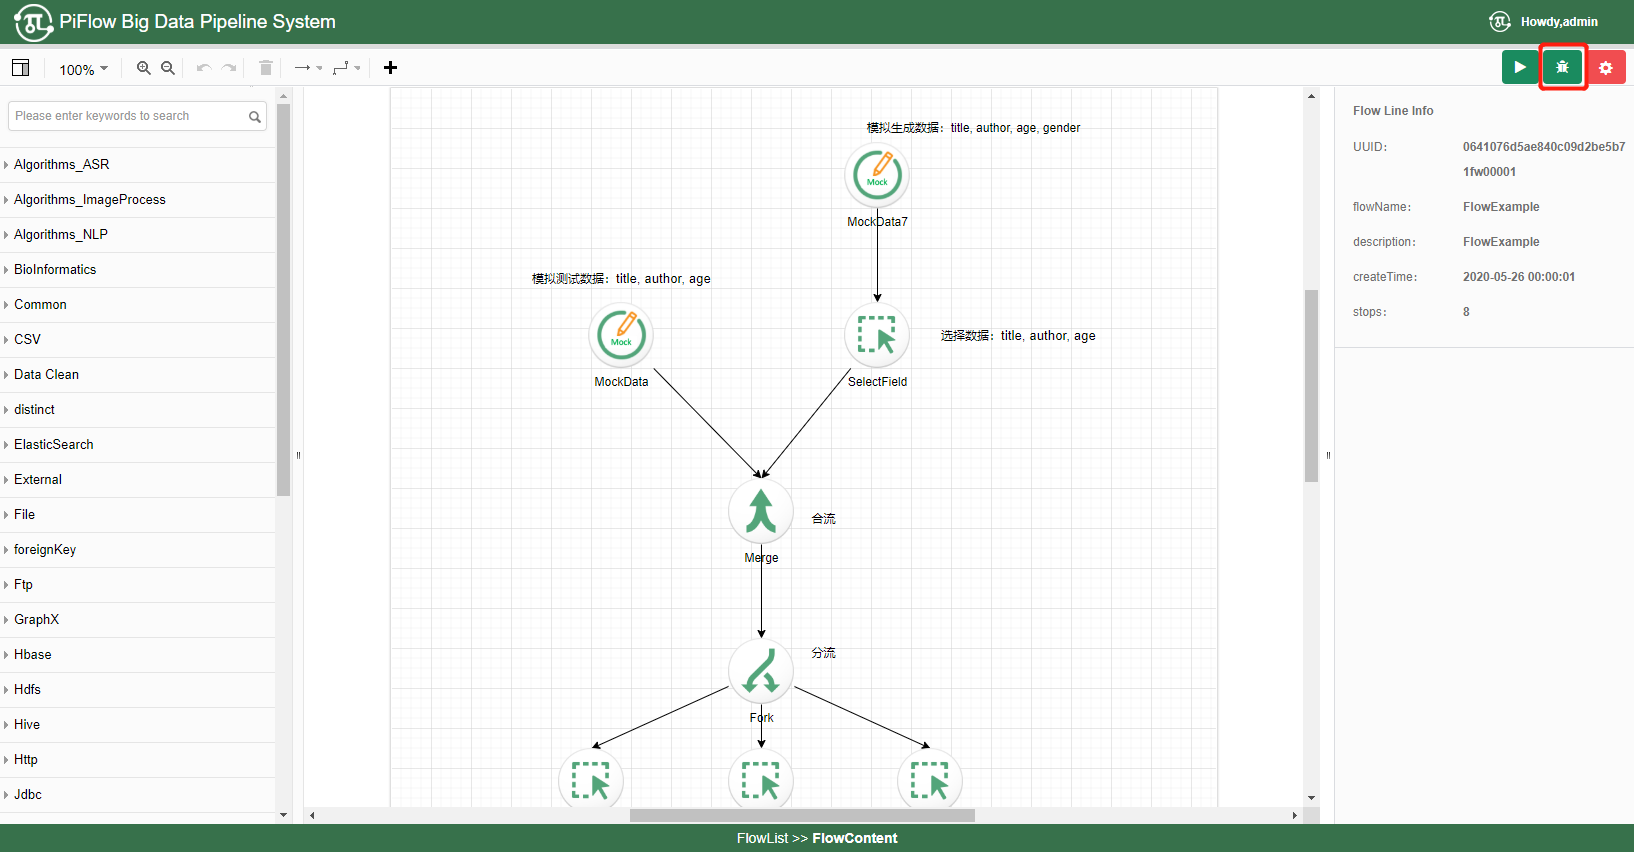 PiFlow Big Data Pipeline System
Howdy,admin
100%
Please enter keywords to search
Algorithms_ASR
Algorithms_ImageProcess
Algorithms_NLP
BioInformatics
Common
CSV
Data Clean
distinct
ElasticSearch
External
File
foreignKey
Ftp
GraphX
Hbase
Hdfs
Hive
Http
Jdbc
模拟生成数据：title, author, age, gender
Mock
MockData7
模拟测试数据：title, author, age
Mock
MockData
选择数据：title, author, age
SelectField
合流
Merge
分流
Fork
Flow Line Info
UUID: 0641076d5ae840c09d2be5b7
1fw00001
flowName: FlowExample
description: FlowExample
createTime: 2020-05-26 00:00:01
stops: 8
FlowList >> FlowContent